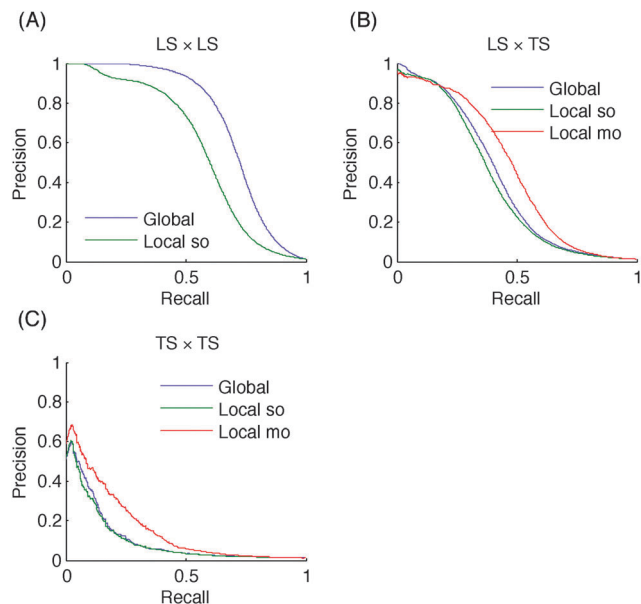 (A)
LS × LS
1
0.8
0.6
0.4
0.2
0
Precision
Global
Local so
0 0.5 1
Recall
(B)
LS × TS
1
0.8
0.6
0.4
0.2
0
Precision
Global
Local so
Local mo
0 0.5 1
Recall
(C)
TS × TS
1
0.8
0.6
0.4
0.2
0
Precision
Global
Local so
Local mo
0 0.5 1
Recall